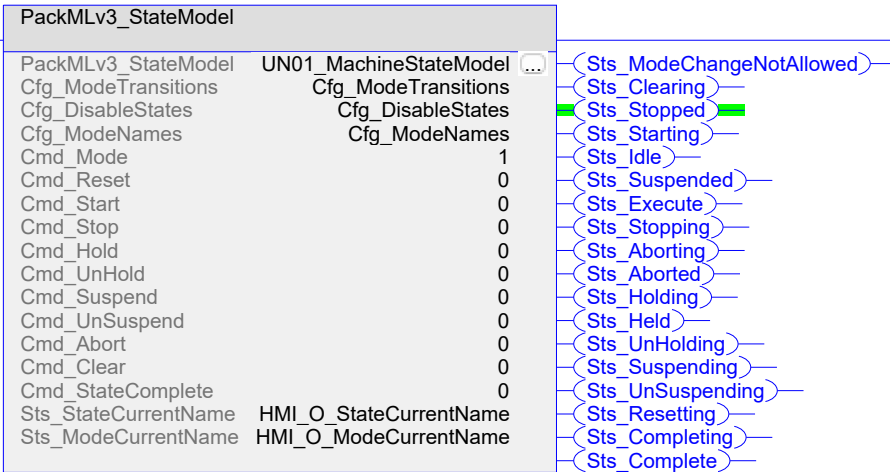 PackMLv3_StateModel
PackMLv3_StateModel UN01_MachineStateModel ... Sts_ModeChangeNotAllowed
Cfg_ModeTransitions Cfg_ModeTransitions Sts_Clearing
Cfg_DisableStates Cfg_DisableStates Sts_Stopped
Cfg_ModeNames Cfg_ModeNames Sts_Starting
Cmd_Mode 1 Sts_Idle
Cmd_Reset 0 Sts_Suspended
Cmd_Start 0 Sts_Execute
Cmd_Stop 0 Sts_Stopping
Cmd_Hold 0 Sts_Aborting
Cmd_UnHold 0 Sts_Aborted
Cmd_Suspend 0 Sts_Holding
Cmd_UnSuspend 0 Sts_Held
Cmd_Abort 0 Sts_UnHolding
Cmd_Clear 0 Sts_Suspending
Cmd_StateComplete 0 Sts_UnSuspending
Sts_StateCurrentName HMI_O_StateCurrentName Sts_Resetting
Sts_ModeCurrentName HMI_O_ModeCurrentName Sts_Completing
Sts_Complete